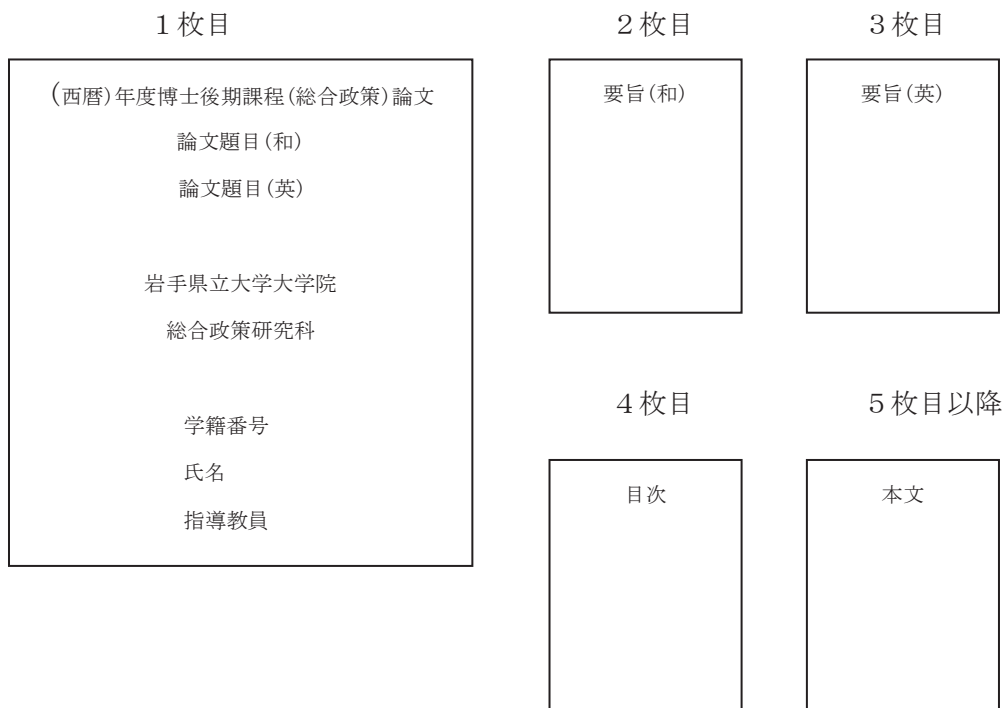 １枚目
(西暦)年度博士後期課程(総合政策)論文
論文題目(和)
論文題目(英)
岩手県立大学大学院
総合政策研究科
学籍番号
氏名
指導教員
２枚目
要旨(和)
３枚目
要旨(英)
４枚目
目次
５枚目以降
本文